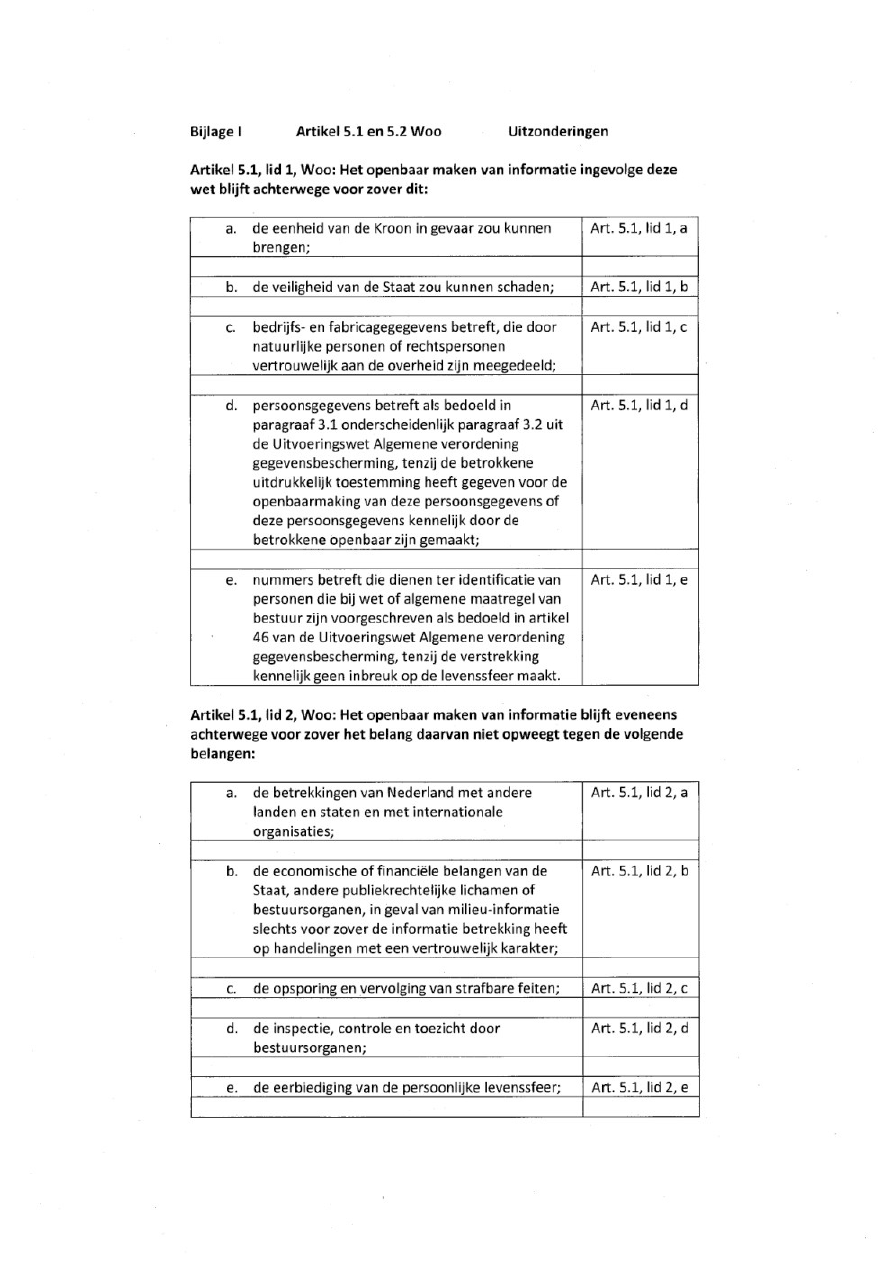 Bijlage I Artikel 5.1 en 5.2 Woo Uitzonderingen
Artikel 5.1, lid 1, Woo: Het openbaar maken van informatie ingevolge deze
wet blijft achterwege voor zover dit:
a. de eenheid van de Kroon in gevaar zou kunnen Art. 5.1, lid 1, a
brengen;
b. de veiligheid van de Staat zou kunnen schaden; Art. 5.1, lid 1, b
c. bedrijfs- en fabricagegegevens betreft, die door Art. 5.1, lid 1, c
natuurlijke personen of rechtspersonen
vertrouwelijk aan de overheid zijn meegedeeld;
d. persoonsgegevens betreft als bedoeld in Art. 5.1, lid 1, d
paragraaf 3.1 onderscheidenlijk paragraaf 3.2 uit
de Uitvoeringswet Algemene verordening
gegevensbescherming, tenzij de betrokkene
uitdrukkelijk toestemming heeft gegeven voor de
openbaarmaking van deze persoonsgegevens of
deze persoonsgegevens kennelijk door de
betrokkene openbaar zijn gemaakt;
e. nummers betreft die dienen ter identificatie van Art. 5.1, lid 1, e
personen die bij wet of algemene maatregel van
bestuur zijn voorgeschreven als bedoeld in artikel
46 van de Uitvoeringswet Algemene verordening
gegevensbescherming, tenzij de verstrekking
kennelijk geen inbreuk op de levenssfeer maakt.
Artikel 5.1, lid 2, Woo: Het openbaar maken van informatie blijft eveneens
achterwege voor zover het belang daarvan niet opweegt tegen de volgende
belangen:
a. de betrekkingen van Nederland met andere Art. 5.1, lid 2, a
landen en staten en met internationale
organisaties;
b. de economische of financiële belangen van de Art. 5.1, lid 2, b
Staat, andere publiekrechtelijke lichamen of
bestuursorganen, in geval van milieu-informatie
slechts voor zover de informatie betrekking heeft
op handelingen met een vertrouwelijk karakter;
c. de opsporing en vervolging van strafbare feiten; Art. 5.1, lid 2, c
d. de inspectie, controle en toezicht door Art. 5.1, lid 2, d
bestuursorganen;
e. de eerbiediging van de persoonlijke levenssfeer; Art. 5.1, lid 2, e